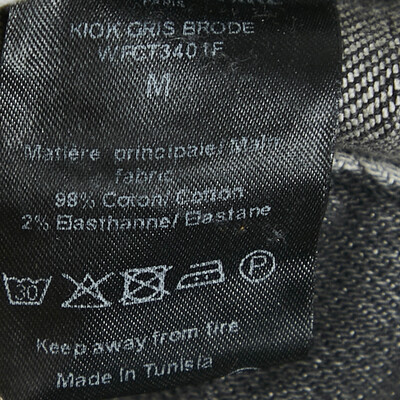 PARIS
KIOK GRIS BRODE
WFCT3401F
M
Matière principale/ Main
fabric
98% Coton/ Cotton
2% Elasthanne/ Elastane
30
P
Keep away from fire
Made in Tunisia